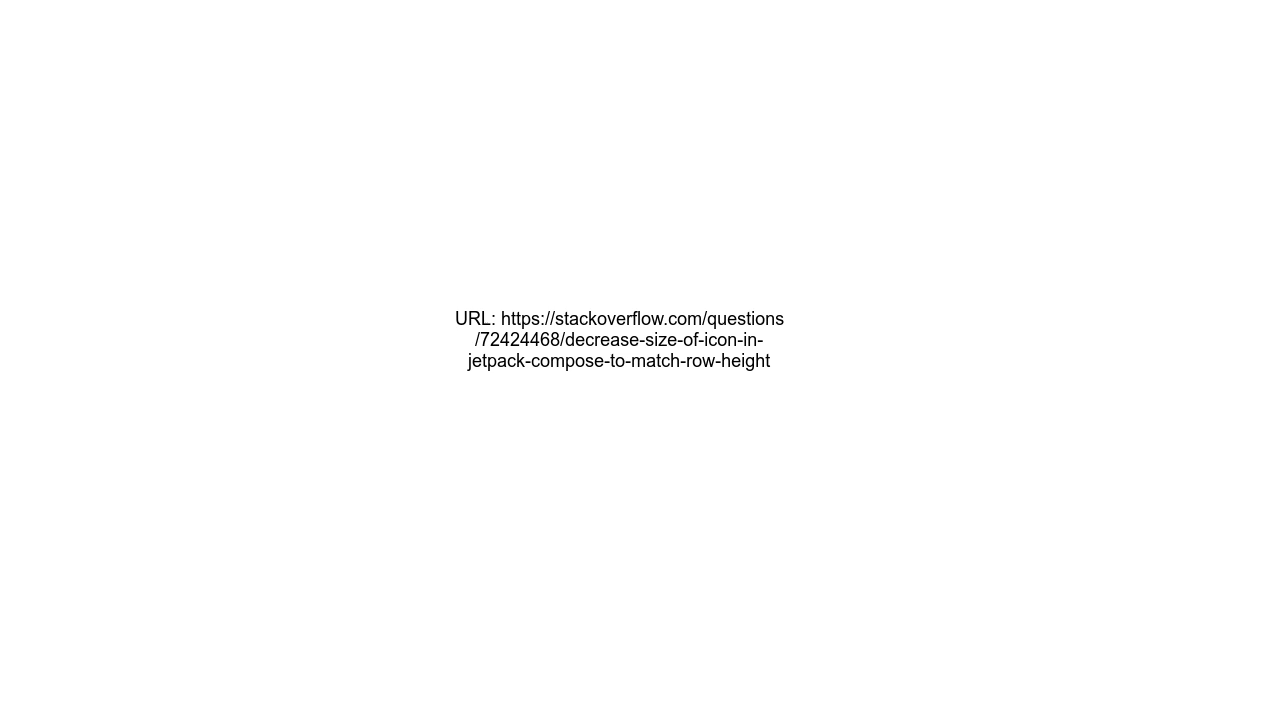 URL: https://stackoverflow.com/questions
/72424468/decrease-size-of-icon-in-
jetpack-compose-to-match-row-height